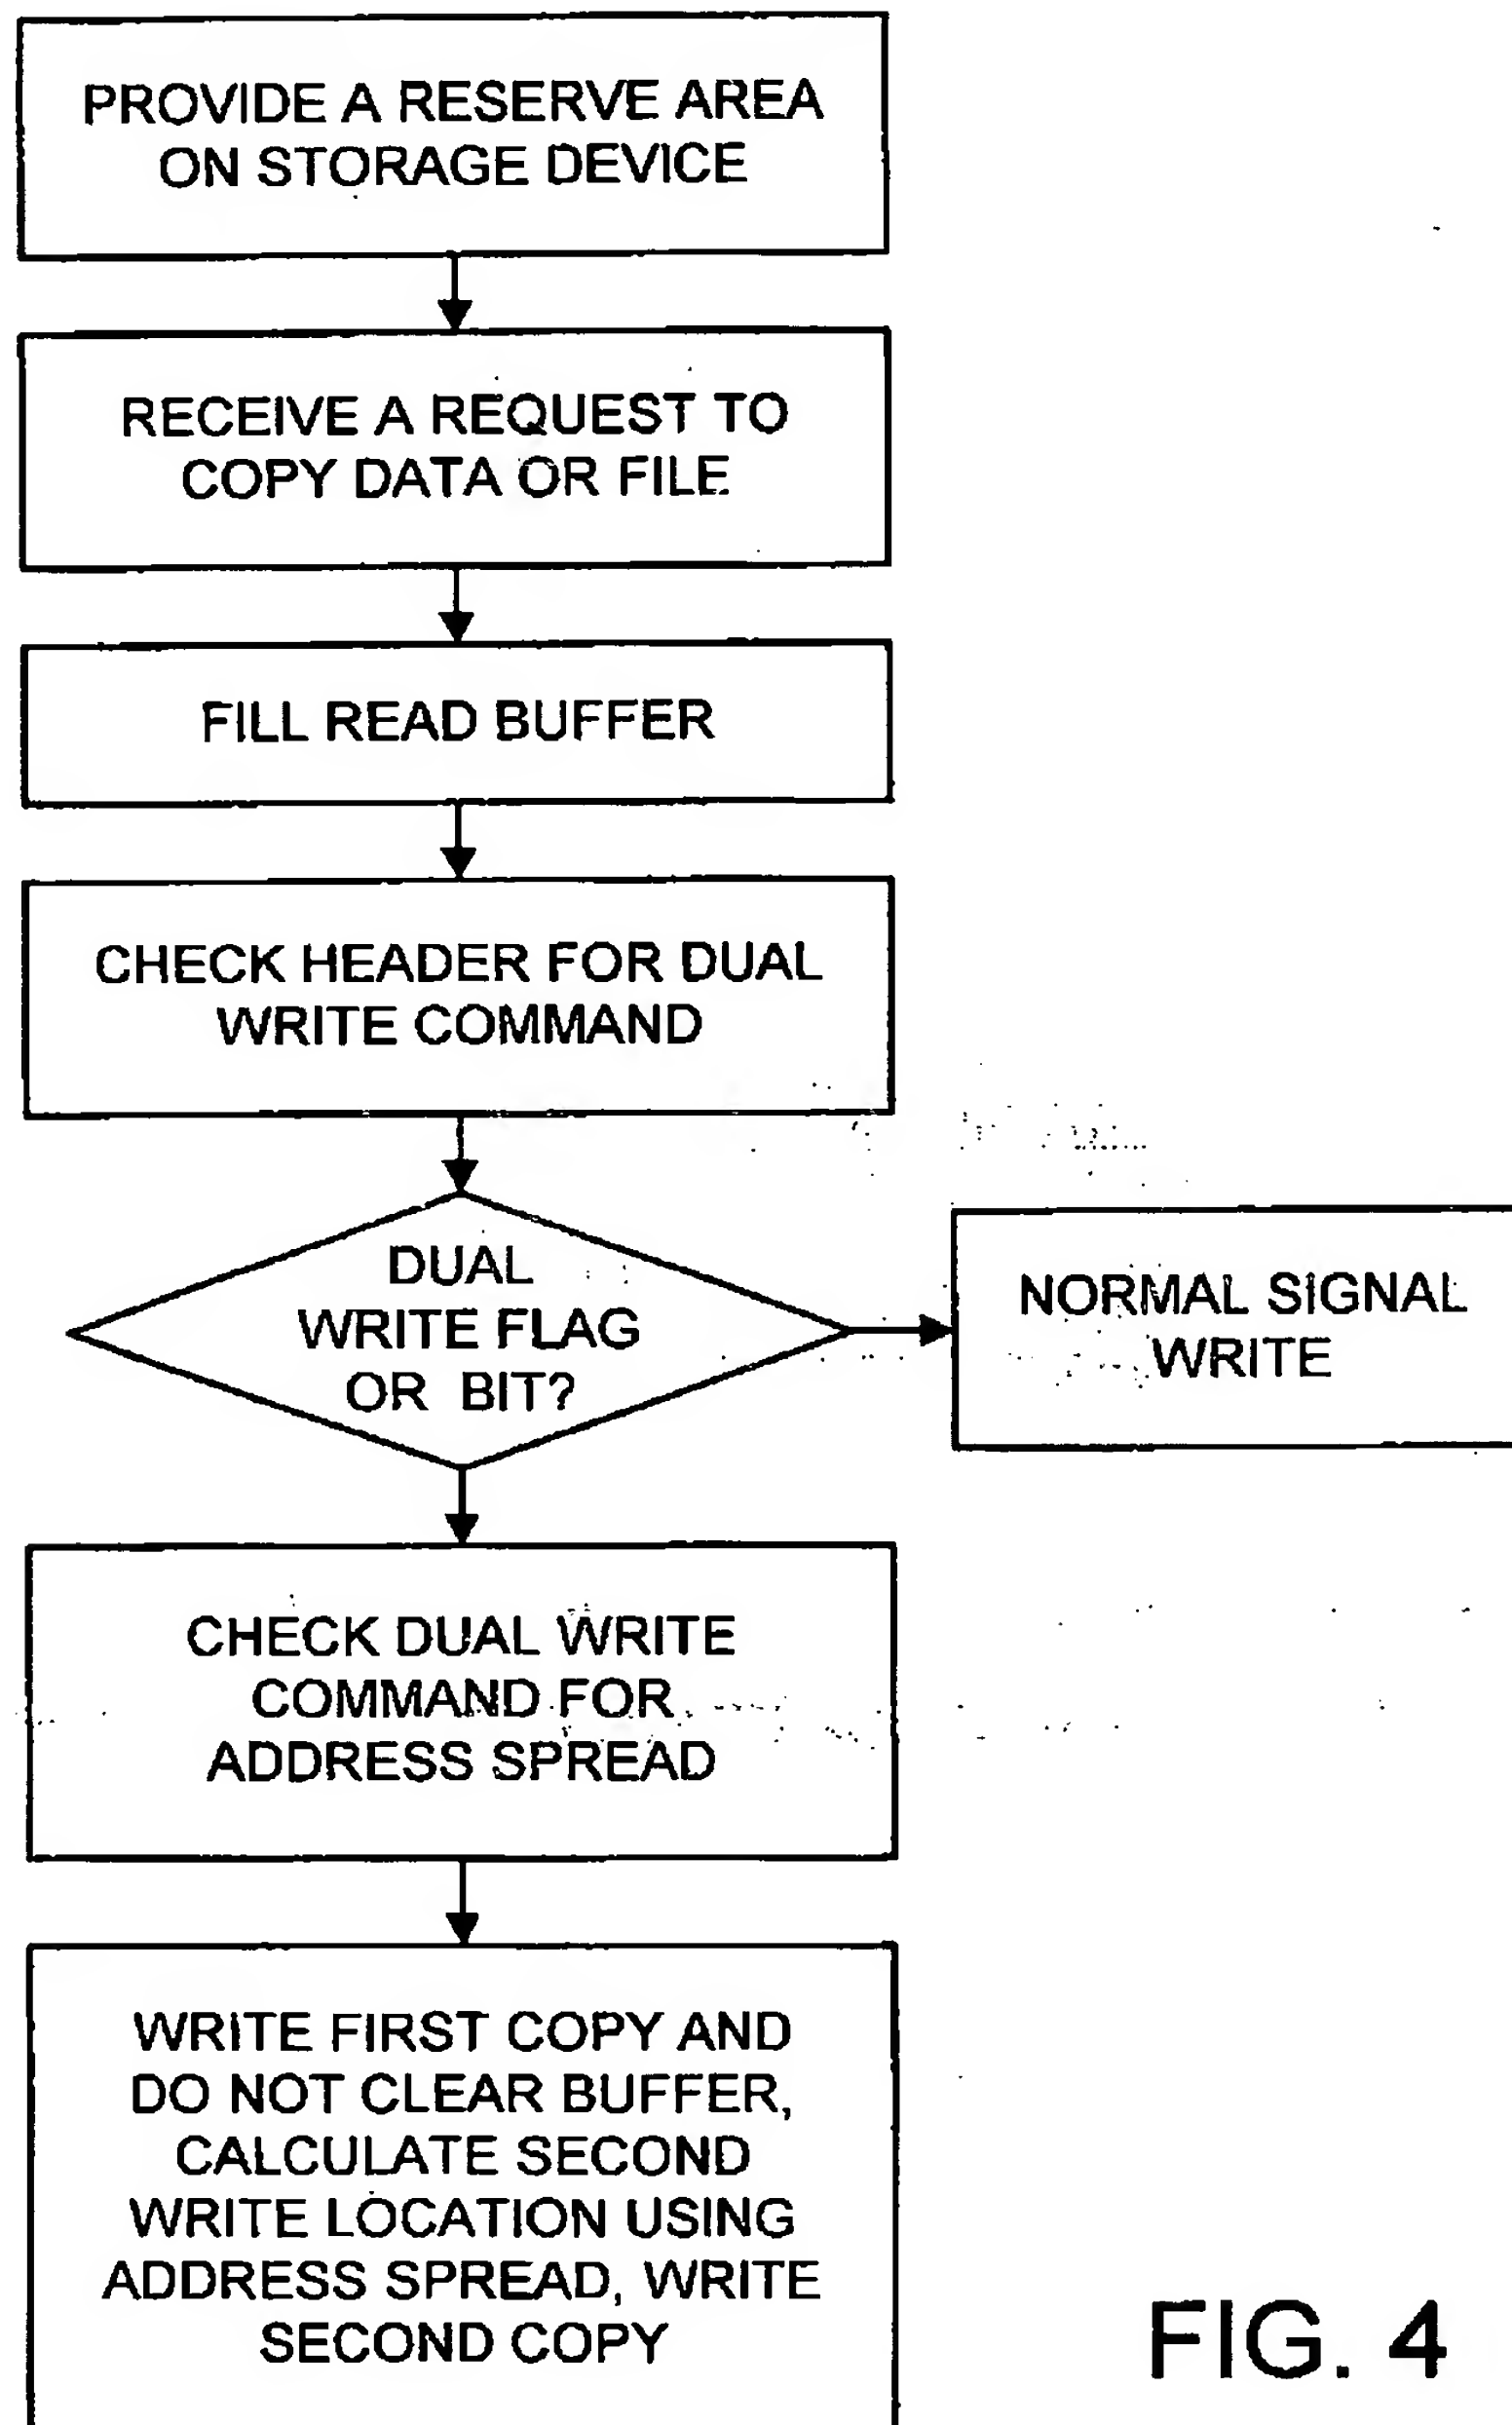 PROVIDE A RESERVE AREA
ON STORAGE DEVICE
RECEIVE A REQUEST TO
COPY DATA OR FILE
FILL READ BUFFER
CHECK HEADER FOR DUAL
WRITE COMMAND
DUAL
WRITE FLAG
OR BIT?
NORMAL SIGNAL
WRITE
CHECK DUAL WRITE
COMMAND FOR
ADDRESS SPREAD
WRITE FIRST COPY AND
DO NOT CLEAR BUFFER,
CALCULATE SECOND
WRITE LOCATION USING
ADDRESS SPREAD, WRITE
SECOND COPY
FIG. 4